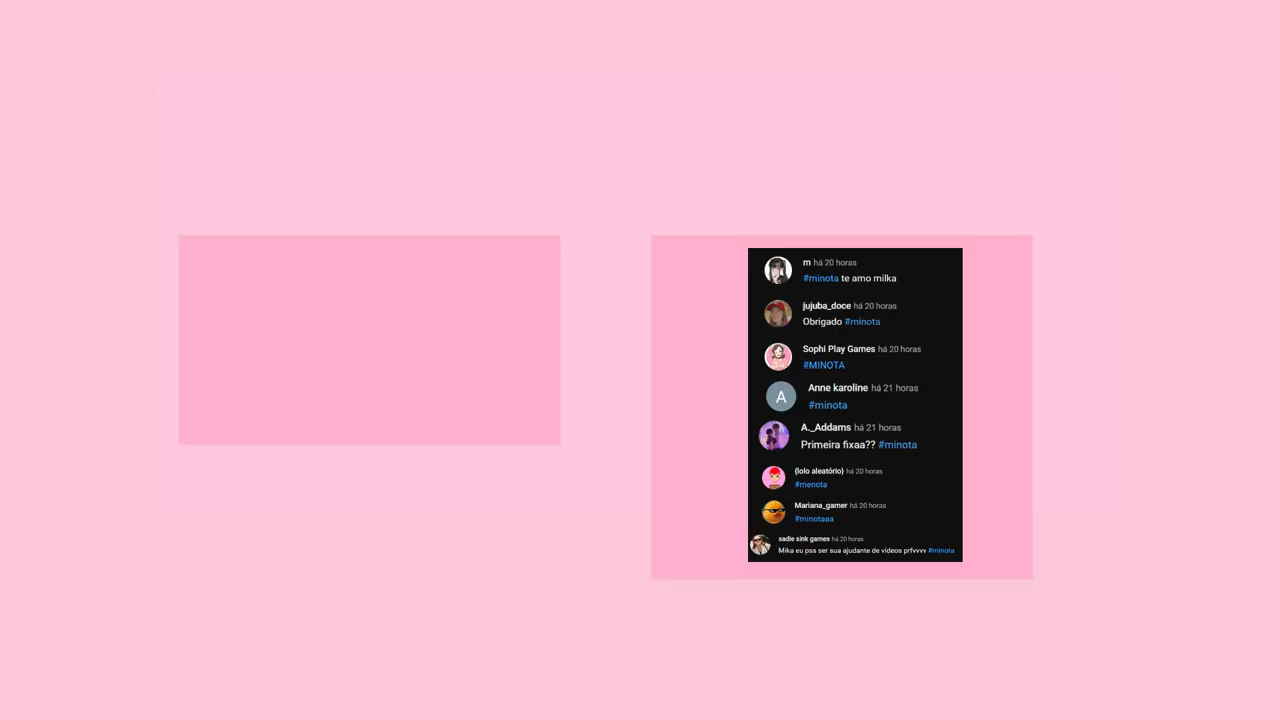 m há 20 horas
#minota te amo milka
jujuba_doce há 20 horas
Obrigado #minota
Sophi Play Games há 20 horas
#MINOTA
A
Anne karoline há 21 horas
#minota
A._Addams há 21 horas
Primeira fixaa?? #minota
(lolo aleatório) há 20 horas
#menota
Mariana_gamer há 20 horas
#minotaaa
sadie sink games há 20 horas
Mika eu pss ser sua ajudante de vídeos prfvvvv #minota